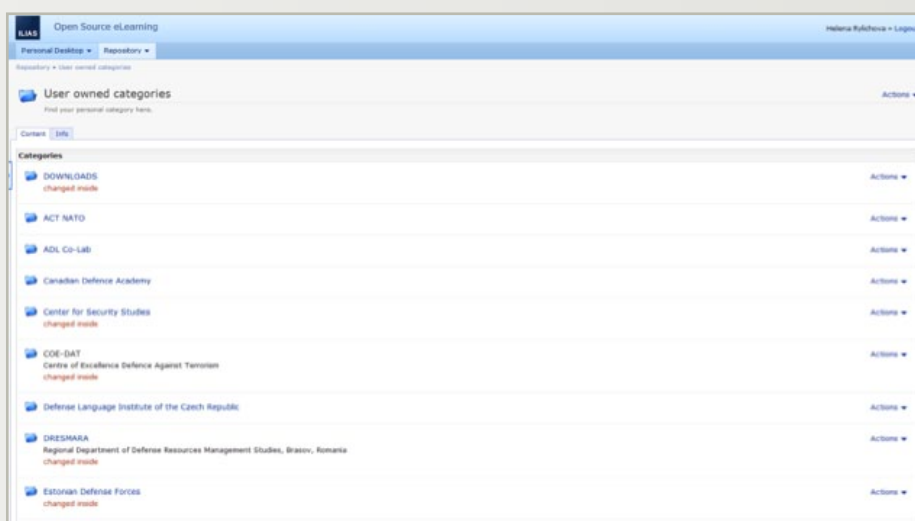 ILIAS
Open Source eLearning
Helena Rylichova • Logou
Personal Desktop
Repository
Repository • User owned categories
User owned categories
Actions
Find your personal category here.
Content
Info
Categories
DOWNLOADS
Actions
changed inside
ACT NATO
Actions
ADL Co-Lab
Actions
Canadian Defence Academy
Actions
Center for Security Studies
Actions
changed inside
COE-DAT
Actions
Centre of Excellence Defence Against Terrorism
changed inside
Defense Language Institute of the Czech Republic
Actions
DRESMARA
Actions
Regional Department of Defense Resources Management Studies, Brasov, Romania
changed inside
Estonian Defense Forces
Actions
changed inside